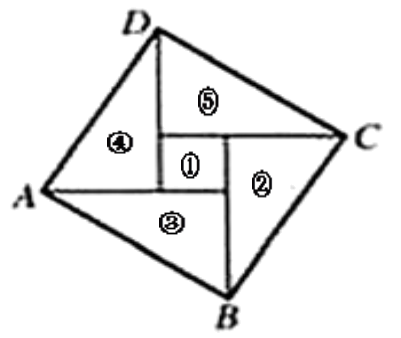 D
⑤
④
①
②
C
A
③
B